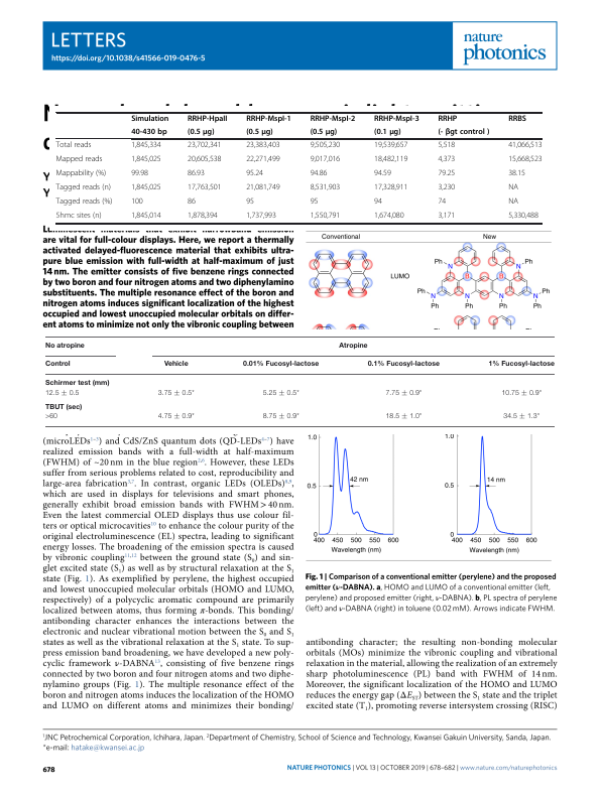 LETTERS
https://doi.org/10.1038/s41566-019-0476-5
nature
photonics
Simulation RRHP-HpaII RRHP-MspI-1 RRHP-MspI-2 RRHP-MspI-3 RRHP RRBS
40-430 bp (0.5 µg) (0.5 µg) (0.5 µg) (0.1 µg) (- βgt control )
Total reads 1,845,334 23,702,341 23,383,403 9,505,230 19,539,657 5,518 41,066,513
Mapped reads 1,845,025 20,605,538 22,271,499 9,017,016 18,482,119 4,373 15,668,523
Mappability (%) 99.98 86.93 95.24 94.86 94.59 79.25 38.15
Tagged reads (n) 1,845,025 17,763,501 21,081,749 8,531,903 17,328,911 3,230 NA
Tagged reads (%) 100 86 95 95 94 74 NA
5hmc sites (n) 1,845,014 1,878,394 1,737,993 1,550,791 1,674,080 3,171 5,330,488
are vital for full-colour displays. Here, we report a thermally
activated delayed-fluorescence material that exhibits ultra-
pure blue emission with full-width at half-maximum of just
14 nm. The emitter consists of five benzene rings connected
by two boron and four nitrogen atoms and two diphenylamino
substituents. The multiple resonance effect of the boron and
nitrogen atoms induces significant localization of the highest
occupied and lowest unoccupied molecular orbitals on differ-
ent atoms to minimize not only the vibronic coupling between
Conventional New
LUMO
Ph N N Ph
B B
Ph N N Ph
Ph Ph Ph Ph
No atropine Atropine
Control Vehicle 0.01% Fucosyl-lactose 0.1% Fucosyl-lactose 1% Fucosyl-lactose
Schirmer test (mm)
12.5 ± 0.5 3.75 ± 0.5* 5.25 ± 0.5* 7.75 ± 0.9* 10.75 ± 0.9*
TBUT (sec)
>60 4.75 ± 0.9* 8.75 ± 0.9* 18.5 ± 1.0* 34.5 ± 1.3*
(microLEDs) and CdS/ZnS quantum dots (QD-LEDs) have
realized emission bands with a full-width at half-maximum
(FWHM) of ~20 nm in the blue region. However, these LEDs
suffer from serious problems related to cost, reproducibility and
large-area fabrication. In contrast, organic LEDs (OLEDs),
which are used in displays for televisions and smart phones,
generally exhibit broad emission bands with FWHM > 40 nm.
Even the latest commercial OLED displays thus use colour fil-
ters or optical microcavities to enhance the colour purity of the
original electroluminescence (EL) spectra, leading to significant
energy losses. The broadening of the emission spectra is caused
by vibronic coupling between the ground state (S0) and sin-
glet excited state (S1) as well as by structural relaxation at the S1
state (Fig. 1). As exemplified by perylene, the highest occupied
and lowest unoccupied molecular orbitals (HOMO and LUMO,
respectively) of a polycyclic aromatic compound are primarily
localized between atoms, thus forming π-bonds. This bonding/
antibonding character enhances the interactions between the
electronic and nuclear vibrational motion between the S0 and S1
states as well as the vibrational relaxation at the S1 state. To sup-
press emission band broadening, we have developed a new poly-
cyclic framework ν-DABNA, consisting of five benzene rings
connected by two boron and four nitrogen atoms and two diphe-
nylamino groups (Fig. 1). The multiple resonance effect of the
boron and nitrogen atoms induces the localization of the HOMO
and LUMO on different atoms and minimizes their bonding/
1.0 1.0
42 nm 14 nm
0.5 0.5
0 0
400 450 500 550 600 400 450 500 550 600
Wavelength (nm) Wavelength (nm)
Fig. 1 | Comparison of a conventional emitter (perylene) and the proposed
emitter (ν-DABNA). a, HOMO and LUMO of a conventional emitter (left,
perylene) and proposed emitter (right, ν-DABNA). b, PL spectra of perylene
(left) and ν-DABNA (right) in toluene (0.02 mM). Arrows indicate FWHM.
antibonding character; the resulting non-bonding molecular
orbitals (MOs) minimize the vibronic coupling and vibrational
relaxation in the material, allowing the realization of an extremely
sharp photoluminescence (PL) band with FWHM of 14 nm.
Moreover, the significant localization of the HOMO and LUMO
reduces the energy gap (ΔEST) between the S1 state and the triplet
excited state (T1), promoting reverse intersystem crossing (RISC)
1JNC Petrochemical Corporation, Ichihara, Japan. 2Department of Chemistry, School of Science and Technology, Kwansei Gakuin University, Sanda, Japan.
*e-mail: hatake@kwansei.ac.jp
678 NATURE PHOTONICS | VOL 13 | OCTOBER 2019 | 678–682 | www.nature.com/naturephotonics